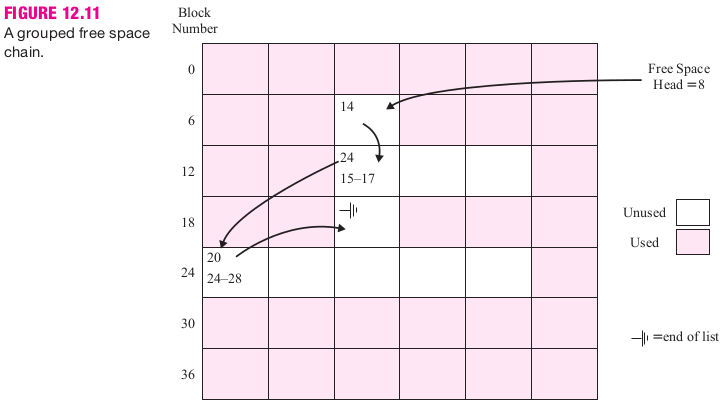 FIGURE 12.11
A grouped free space
chain.
Block
Number
0
6
12
18
24
30
36
14
24
15–17
20
24–28
Free Space
Head =8
Unused
Used
=end of list